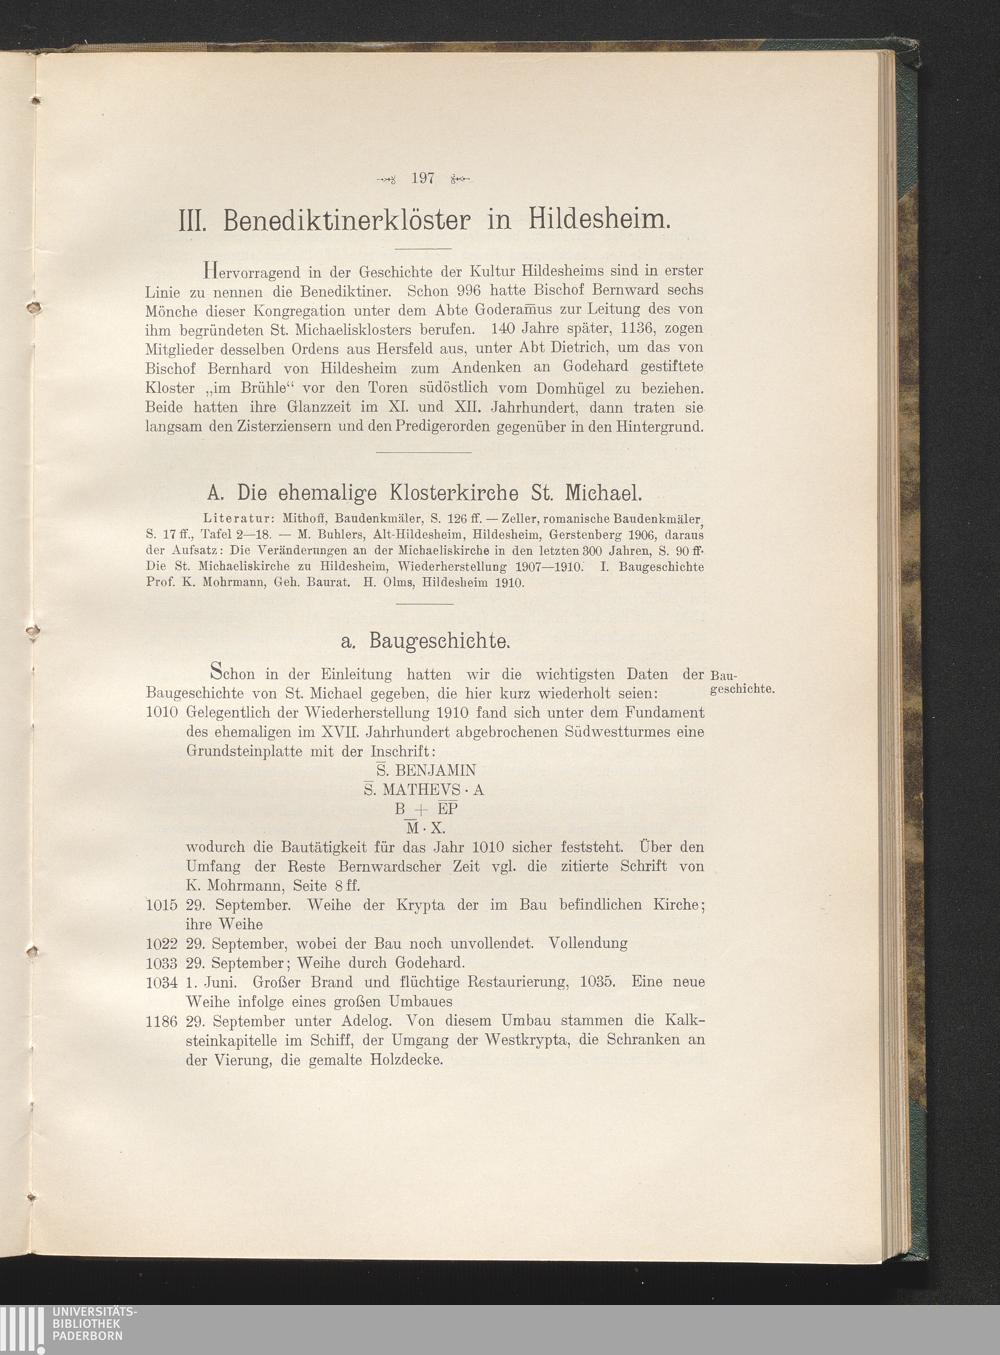 197
III. Benediktinerklöster in Hildesheim.
Hervorragend in der Geschichte der Kultur Hildesheims sind in erster
Linie zu nennen die Benediktiner. Schon 996 hatte Bischof Bernward sechs
Mönche dieser Kongregation unter dem Abte Goderam̅us zur Leitung des von
ihm begründeten St. Michaelisklosters berufen. 140 Jahre später, 1136, zogen
Mitglieder desselben Ordens aus Hersfeld aus, unter Abt Dietrich, um das von
Bischof Bernhard von Hildesheim zum Andenken an Godehard gestiftete
Kloster „im Brühle“ vor den Toren südöstlich vom Domhügel zu beziehen.
Beide hatten ihre Glanzzeit im XI. und XII. Jahrhundert, dann traten sie
langsam den Zisterziensern und den Predigerorden gegenüber in den Hintergrund.
A. Die ehemalige Klosterkirche St. Michael.
Literatur: Mithoff, Baudenkmäler, S. 126 ff. — Zeller, romanische Baudenkmäler,
S. 17 ff., Tafel 2—18. — M. Buhlers, Alt-Hildesheim, Hildesheim, Gerstenberg 1906, daraus
der Aufsatz: Die Veränderungen an der Michaeliskirche in den letzten 300 Jahren, S. 90 ff.
Die St. Michaeliskirche zu Hildesheim, Wiederherstellung 1907—1910. I. Baugeschichte
Prof. K. Mohrmann, Geh. Baurat. H. Olms, Hildesheim 1910.
a. Baugeschichte.
Schon in der Einleitung hatten wir die wichtigsten Daten der
Baugeschichte von St. Michael gegeben, die hier kurz wiederholt seien:
Bau-
geschichte.
1010 Gelegentlich der Wiederherstellung 1910 fand sich unter dem Fundament
des ehemaligen im XVII. Jahrhundert abgebrochenen Südwestturmes eine
Grundsteinplatte mit der Inschrift:
S̅. BENJAMIN
S̅. MATHEVS · A
B + E̅P̅
M̅ · X.
wodurch die Bautätigkeit für das Jahr 1010 sicher feststeht. Über den
Umfang der Reste Bernwardscher Zeit vgl. die zitierte Schrift von
K. Mohrmann, Seite 8 ff.
1015 29. September. Weihe der Krypta der im Bau befindlichen Kirche;
ihre Weihe
1022 29. September, wobei der Bau noch unvollendet. Vollendung
1033 29. September; Weihe durch Godehard.
1034 1. Juni. Großer Brand und flüchtige Restaurierung, 1035. Eine neue
Weihe infolge eines großen Umbaues
1186 29. September unter Adelog. Von diesem Umbau stammen die Kalk-
steinkapitelle im Schiff, der Umgang der Westkrypta, die Schranken an
der Vierung, die gemalte Holzdecke.
UNIVERSITÄTS-
BIBLIOTHEK
PADERBORN